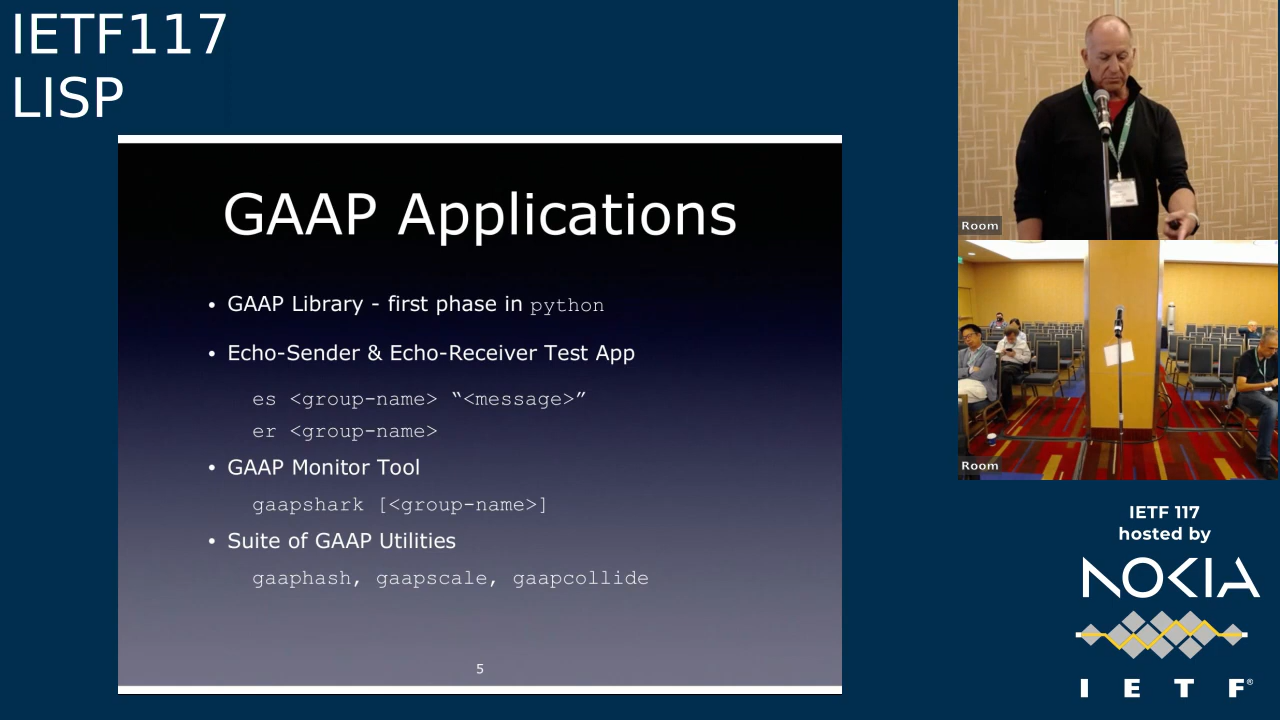 IETF117
LISP
GAAP Applications
• GAAP Library - first phase in python
• Echo-Sender & Echo-Receiver Test App
es <group-name> “<message>”
er <group-name>
• GAAP Monitor Tool
gaapshark [<group-name>]
• Suite of GAAP Utilities
gaaphash, gaapscale, gaapcollide
5
Room
Room
IETF 117
hosted by
NOKIA
I E T F®